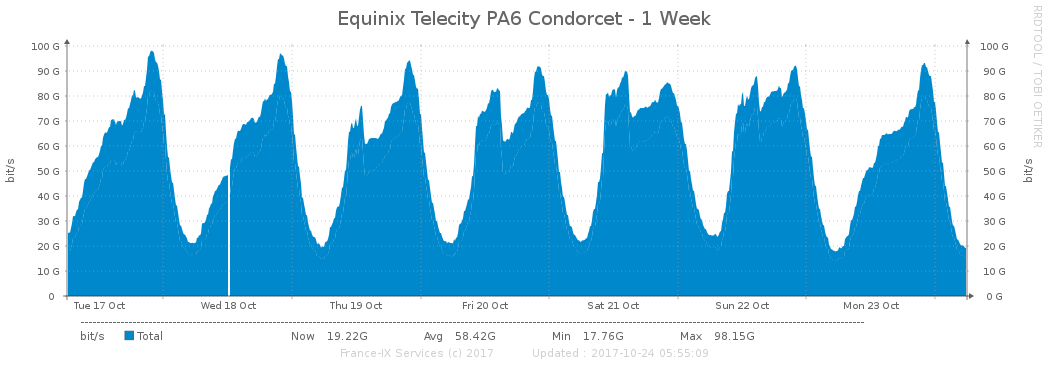 Equinix Telecity PA6 Condorcet - 1 Week
RRDTOOL / TOBI OETIKER
bit/s
100 G
90 G
80 G
70 G
60 G
50 G
40 G
30 G
20 G
10 G
0
100 G
90 G
80 G
70 G
60 G
50 G
40 G
30 G
20 G
10 G
0 G
bit/s
Tue 17 Oct Wed 18 Oct Thu 19 Oct Fri 20 Oct Sat 21 Oct Sun 22 Oct Mon 23 Oct
bit/s Total Now 19.22G Avg 58.42G Min 17.76G Max 98.15G
France-IX Services (c) 2017 Updated : 2017-10-24 05:55:09